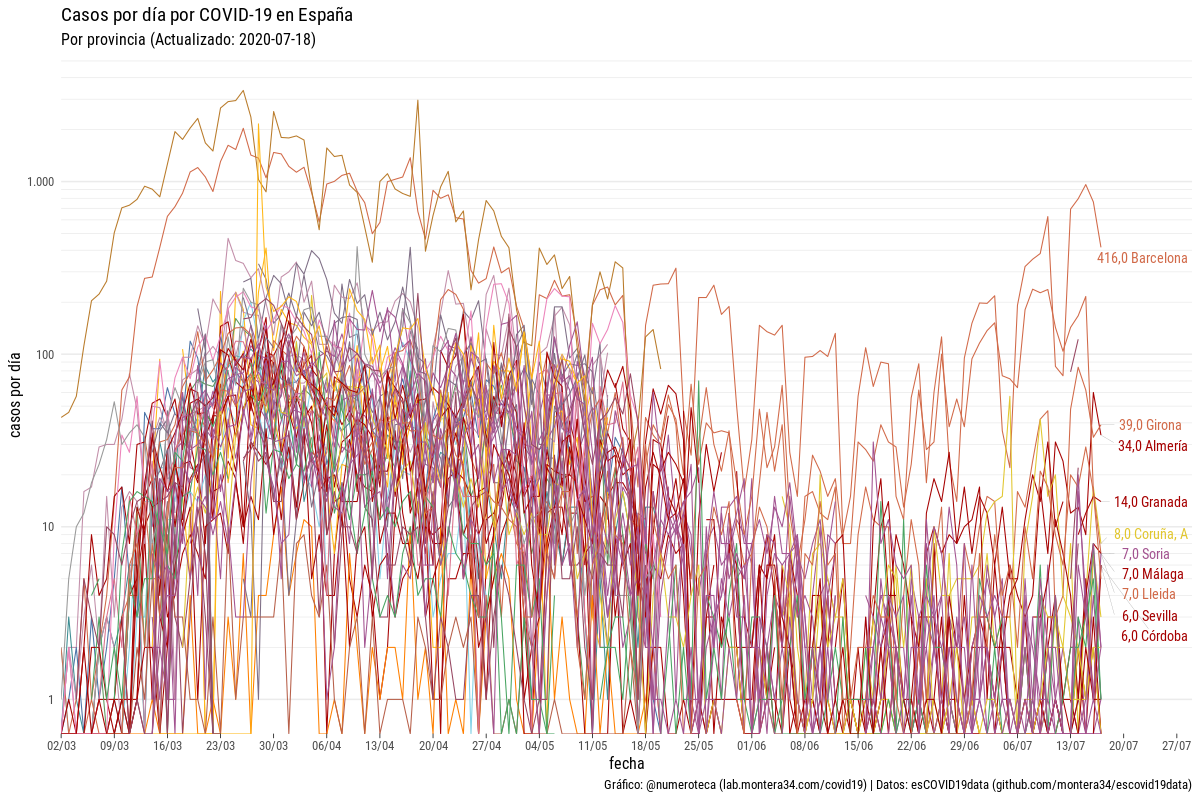 Casos por día por COVID-19 en España
Por provincia (Actualizado: 2020-07-18)
casos por día
1.000
100
10
1
416,0 Barcelona
39,0 Girona
34,0 Almería
14,0 Granada
8,0 Coruña, A
7,0 Soria
7,0 Málaga
7,0 Lleida
6,0 Sevilla
6,0 Córdoba
02/03 09/03 16/03 23/03 30/03 06/04 13/04 20/04 27/04 04/05 11/05 18/05 25/05 01/06 08/06 15/06 22/06 29/06 06/07 13/07 20/07 27/07
fecha
Gráfico: @numeroteca (lab.montera34.com/covid19) | Datos: esCOVID19data (github.com/montera34/escovid19data)